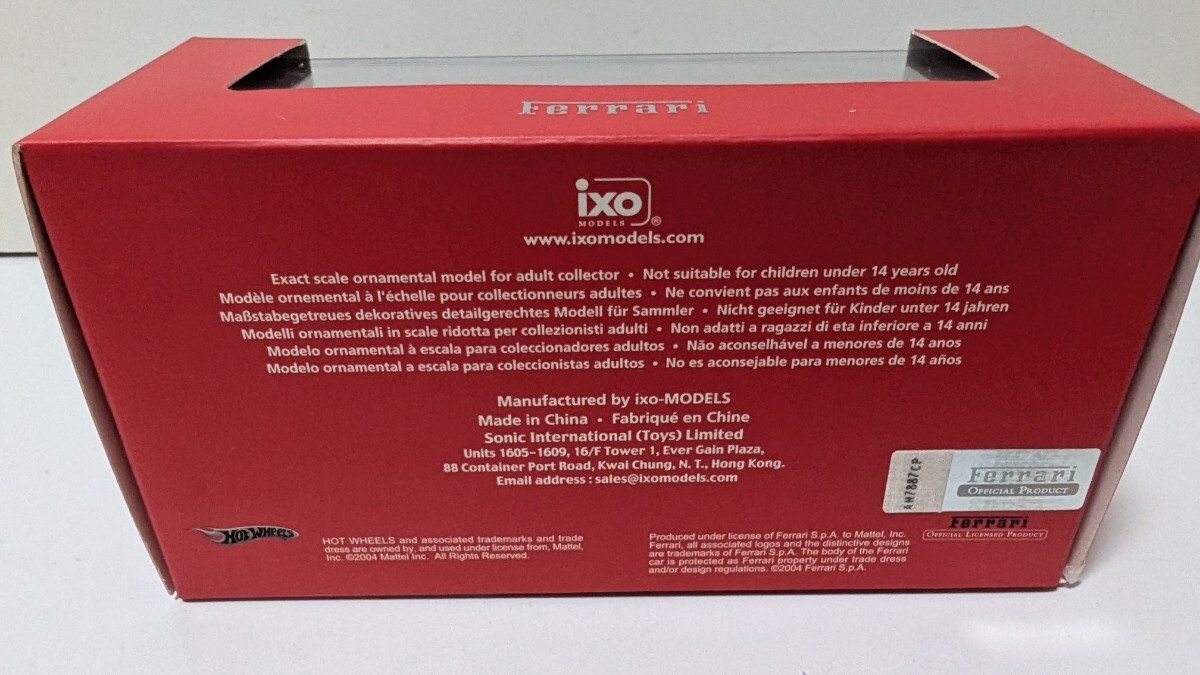 Ferrari
ixo
MODELS ®
www.ixomodels.com
Exact scale ornamental model for adult collector • Not suitable for children under 14 years old
Modèle ornemental à l'échelle pour collectionneurs adultes • Ne convient pas aux enfants de moins de 14 ans
Maßstabegetreues dekoratives detailgerechtes Modell für Sammler • Nicht geeignet für Kinder unter 14 jahren
Modelli ornamentali in scale ridotta per collezionisti adulti • Non adatti a ragazzi di eta inferiore a 14 anni
Modelo ornamental à escala para coleccionadores adultos • Não aconselhável a menores de 14 anos
Modelo ornamental a escala para coleccionistas adultos • No es aconsejable para menores de 14 años
Manufactured by ixo-MODELS
Made in China • Fabriqué en Chine
Sonic International (Toys) Limited
Units 1605-1609, 16/F Tower 1, Ever Gain Plaza,
88 Container Port Road, Kwai Chung, N. T., Hong Kong.
Email address : sales@ixomodels.com
AH7887CP
Ferrari
OFFICIAL PRODUCT
HOT WHEELS
HOT WHEELS and associated trademarks and trade
dress are owned by, and used under license from, Mattel,
Inc. ©2004 Mattel Inc. All Rights Reserved.
Produced under license of Ferrari S.p.A. to Mattel, Inc.
Ferrari, all associated logos and the distinctive designs
are trademarks of Ferrari S.p.A. The body of the Ferrari
car is protected as Ferrari property under trade dress
and/or design regulations. ©2004 Ferrari S.p.A.
Ferrari
OFFICIAL LICENSED PRODUCT